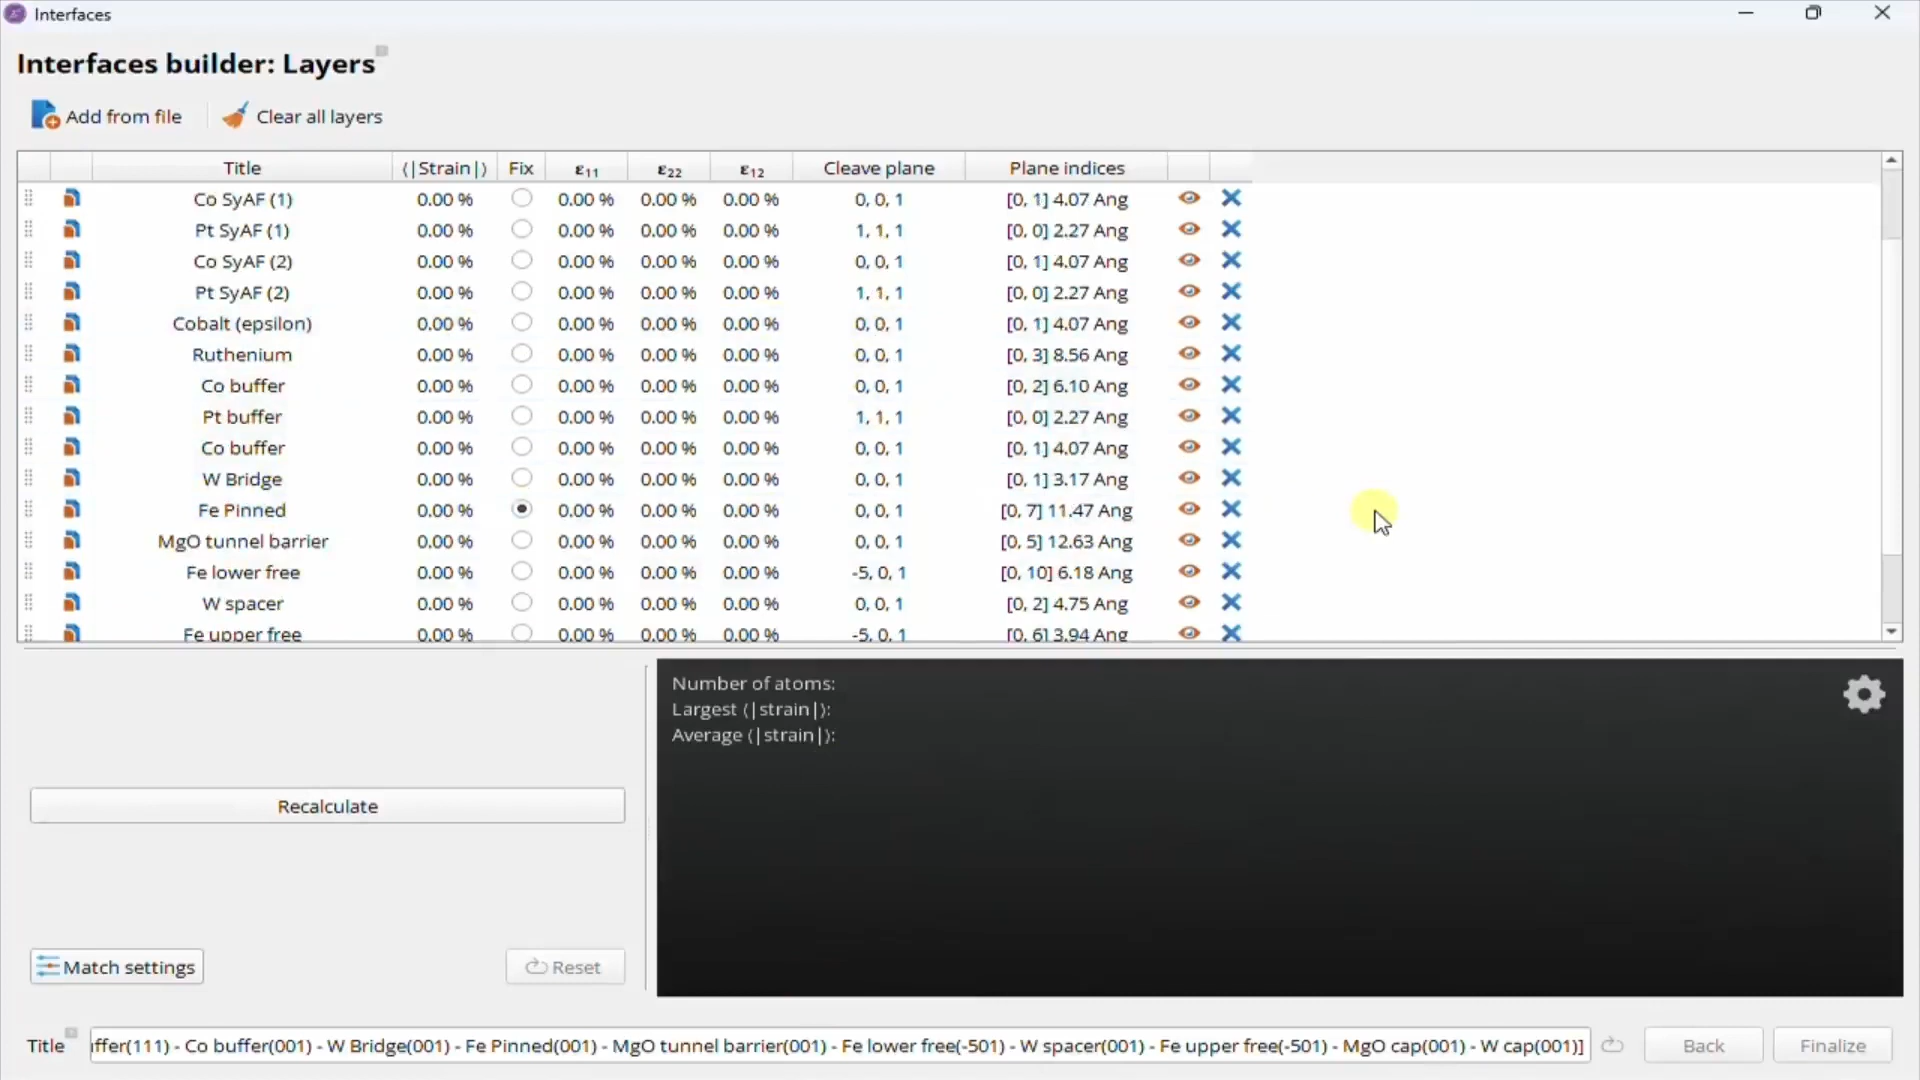 Interfaces
Interfaces builder: Layers
Add from file Clear all layers
Title ⟨|Strain|⟩ Fix ε₁₁ ε₂₂ ε₁₂ Cleave plane Plane indices
Co SyAF (1) 0.00 % 0.00 % 0.00 % 0.00 % 0, 0, 1 [0, 1] 4.07 Ang
Pt SyAF (1) 0.00 % 0.00 % 0.00 % 0.00 % 1, 1, 1 [0, 0] 2.27 Ang
Co SyAF (2) 0.00 % 0.00 % 0.00 % 0.00 % 0, 0, 1 [0, 1] 4.07 Ang
Pt SyAF (2) 0.00 % 0.00 % 0.00 % 0.00 % 1, 1, 1 [0, 0] 2.27 Ang
Cobalt (epsilon) 0.00 % 0.00 % 0.00 % 0.00 % 0, 0, 1 [0, 1] 4.07 Ang
Ruthenium 0.00 % 0.00 % 0.00 % 0.00 % 0, 0, 1 [0, 3] 8.56 Ang
Co buffer 0.00 % 0.00 % 0.00 % 0.00 % 0, 0, 1 [0, 2] 6.10 Ang
Pt buffer 0.00 % 0.00 % 0.00 % 0.00 % 1, 1, 1 [0, 0] 2.27 Ang
Co buffer 0.00 % 0.00 % 0.00 % 0.00 % 0, 0, 1 [0, 1] 4.07 Ang
W Bridge 0.00 % 0.00 % 0.00 % 0.00 % 0, 0, 1 [0, 1] 3.17 Ang
Fe Pinned 0.00 % 0.00 % 0.00 % 0.00 % 0, 0, 1 [0, 7] 11.47 Ang
MgO tunnel barrier 0.00 % 0.00 % 0.00 % 0.00 % 0, 0, 1 [0, 5] 12.63 Ang
Fe lower free 0.00 % 0.00 % 0.00 % 0.00 % -5, 0, 1 [0, 10] 6.18 Ang
W spacer 0.00 % 0.00 % 0.00 % 0.00 % 0, 0, 1 [0, 2] 4.75 Ang
Fe upper free 0.00 % 0.00 % 0.00 % 0.00 % -5, 0, 1 [0, 6] 3.94 Ang
Number of atoms:
Largest ⟨|strain|⟩:
Average ⟨|strain|⟩:
Recalculate
Match settings Reset
Title uffer(111) - Co buffer(001) - W Bridge(001) - Fe Pinned(001) - MgO tunnel barrier(001) - Fe lower free(-501) - W spacer(001) - Fe upper free(-501) - MgO cap(001) - W cap(001)] Back Finalize